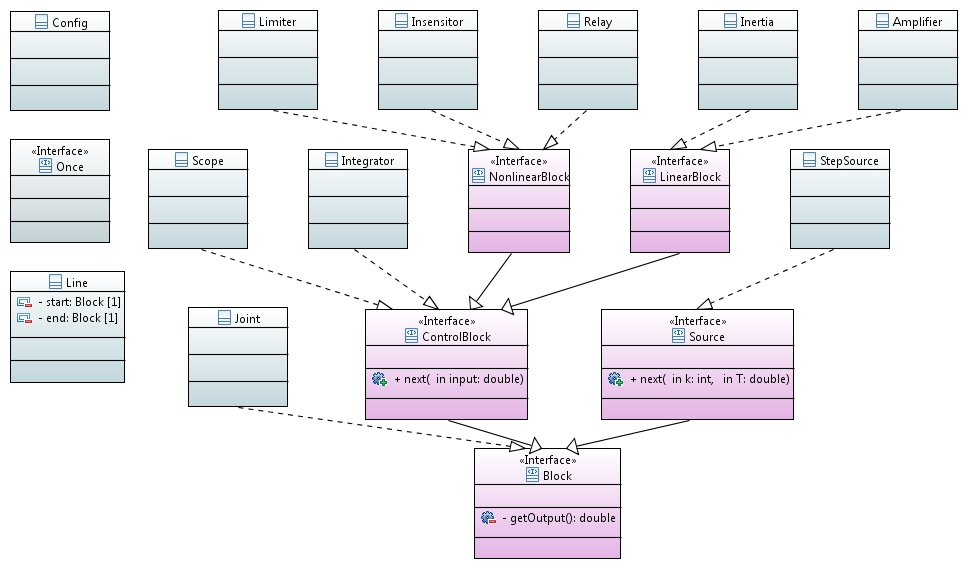 Config
Limiter
Insensitor
Relay
Inertia
Amplifier
«Interface»
Once
Scope
Integrator
«Interface»
NonlinearBlock
«Interface»
LinearBlock
StepSource
Line
- start: Block [1]
- end: Block [1]
Joint
«Interface»
ControlBlock
+ next( in input: double)
«Interface»
Source
+ next( in k: int, in T: double)
«Interface»
Block
- getOutput(): double